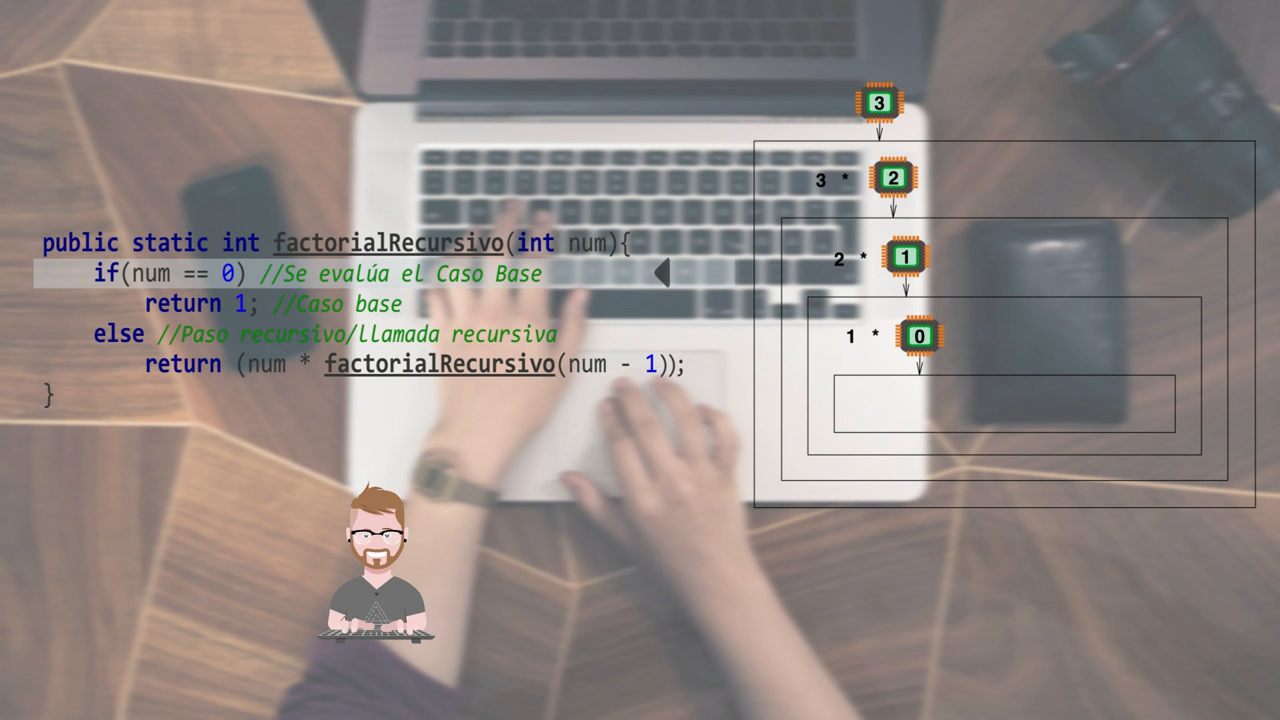 public static int factorialRecursivo(int num){
if(num == 0) //Se evalúa el Caso Base
return 1; //Caso base
else //Paso recursivo/llamada recursiva
return (num * factorialRecursivo(num - 1));
}
3
3 * 2
2 * 1
1 * 0